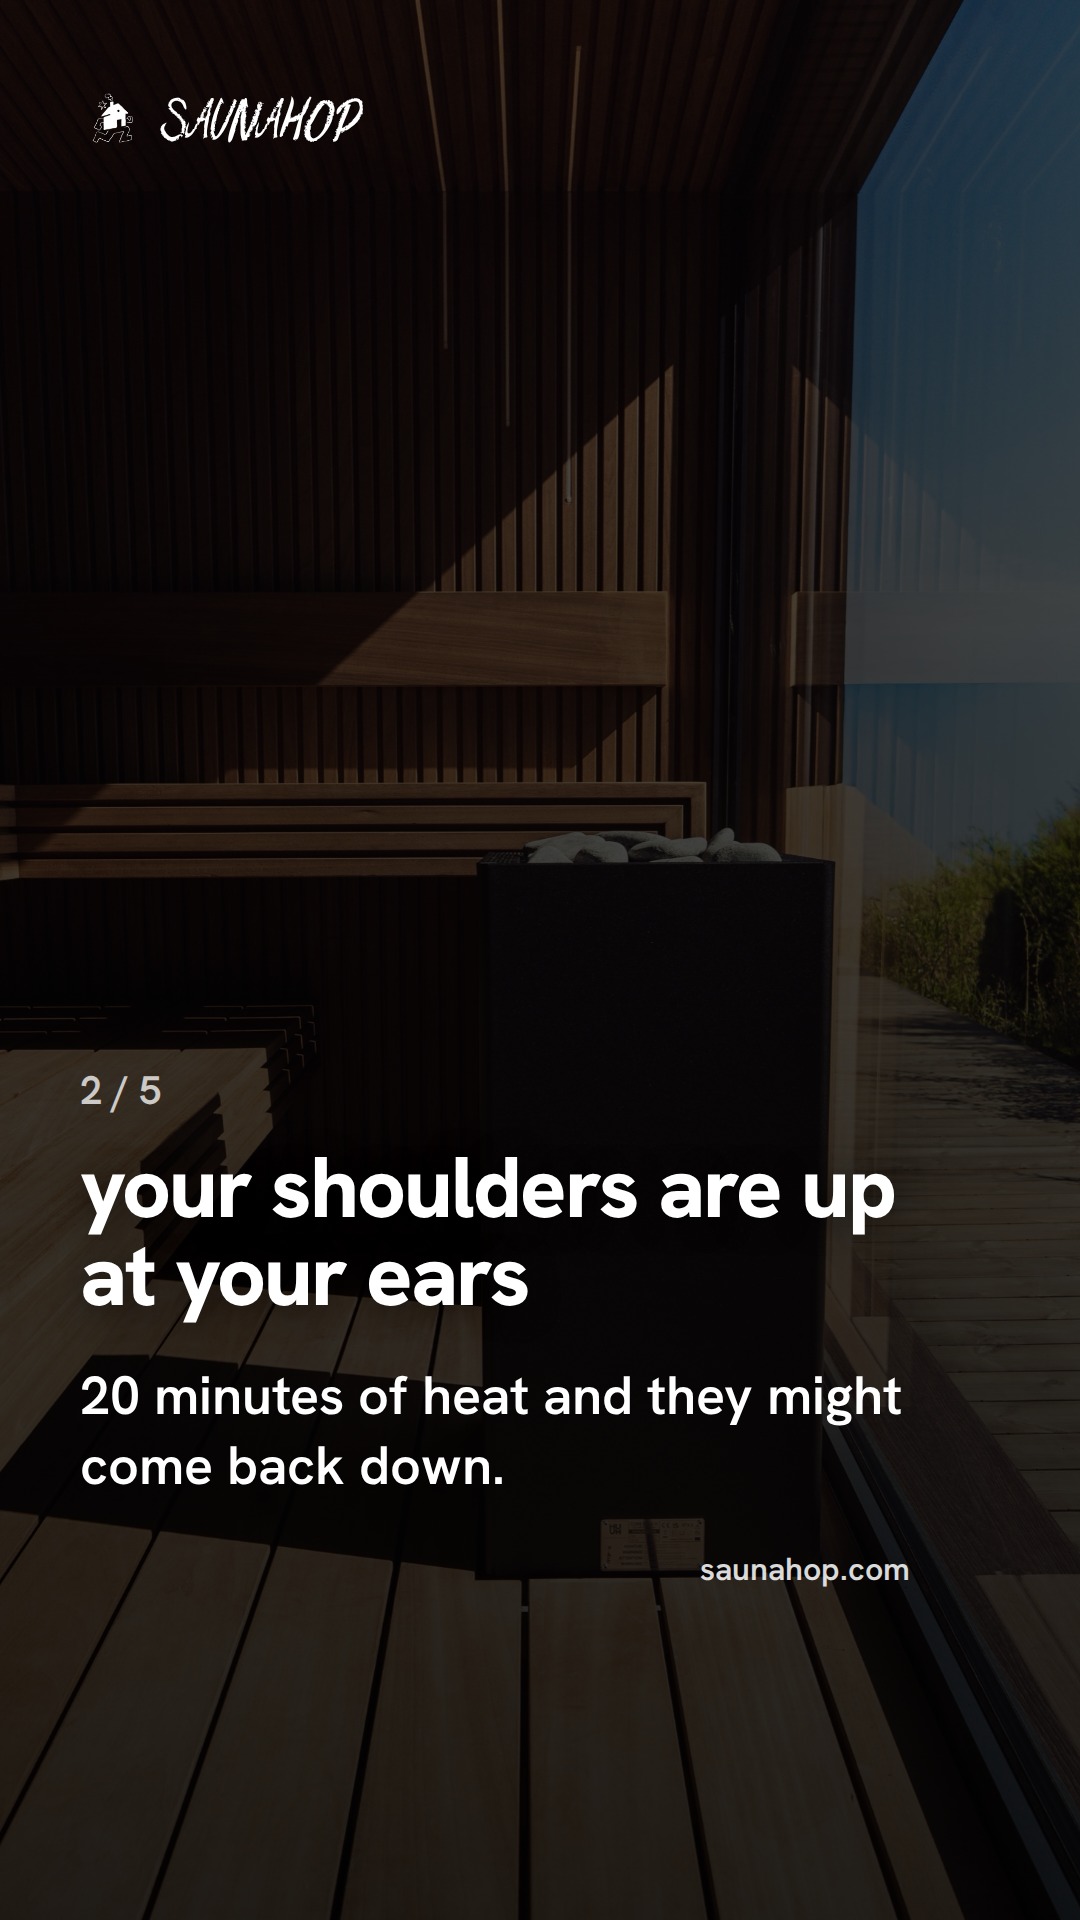 SAUNAHOP
2 / 5
your shoulders are up
at your ears
20 minutes of heat and they might
come back down.
saunahop.com